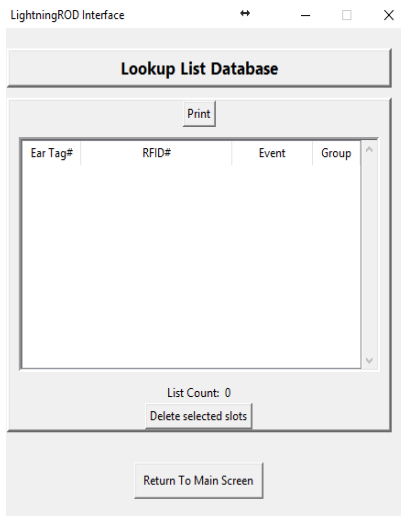 LightningROD Interface
Lookup List Database
Print
Ear Tag# RFID# Event Group
List Count: 0
Delete selected slots
Return To Main Screen